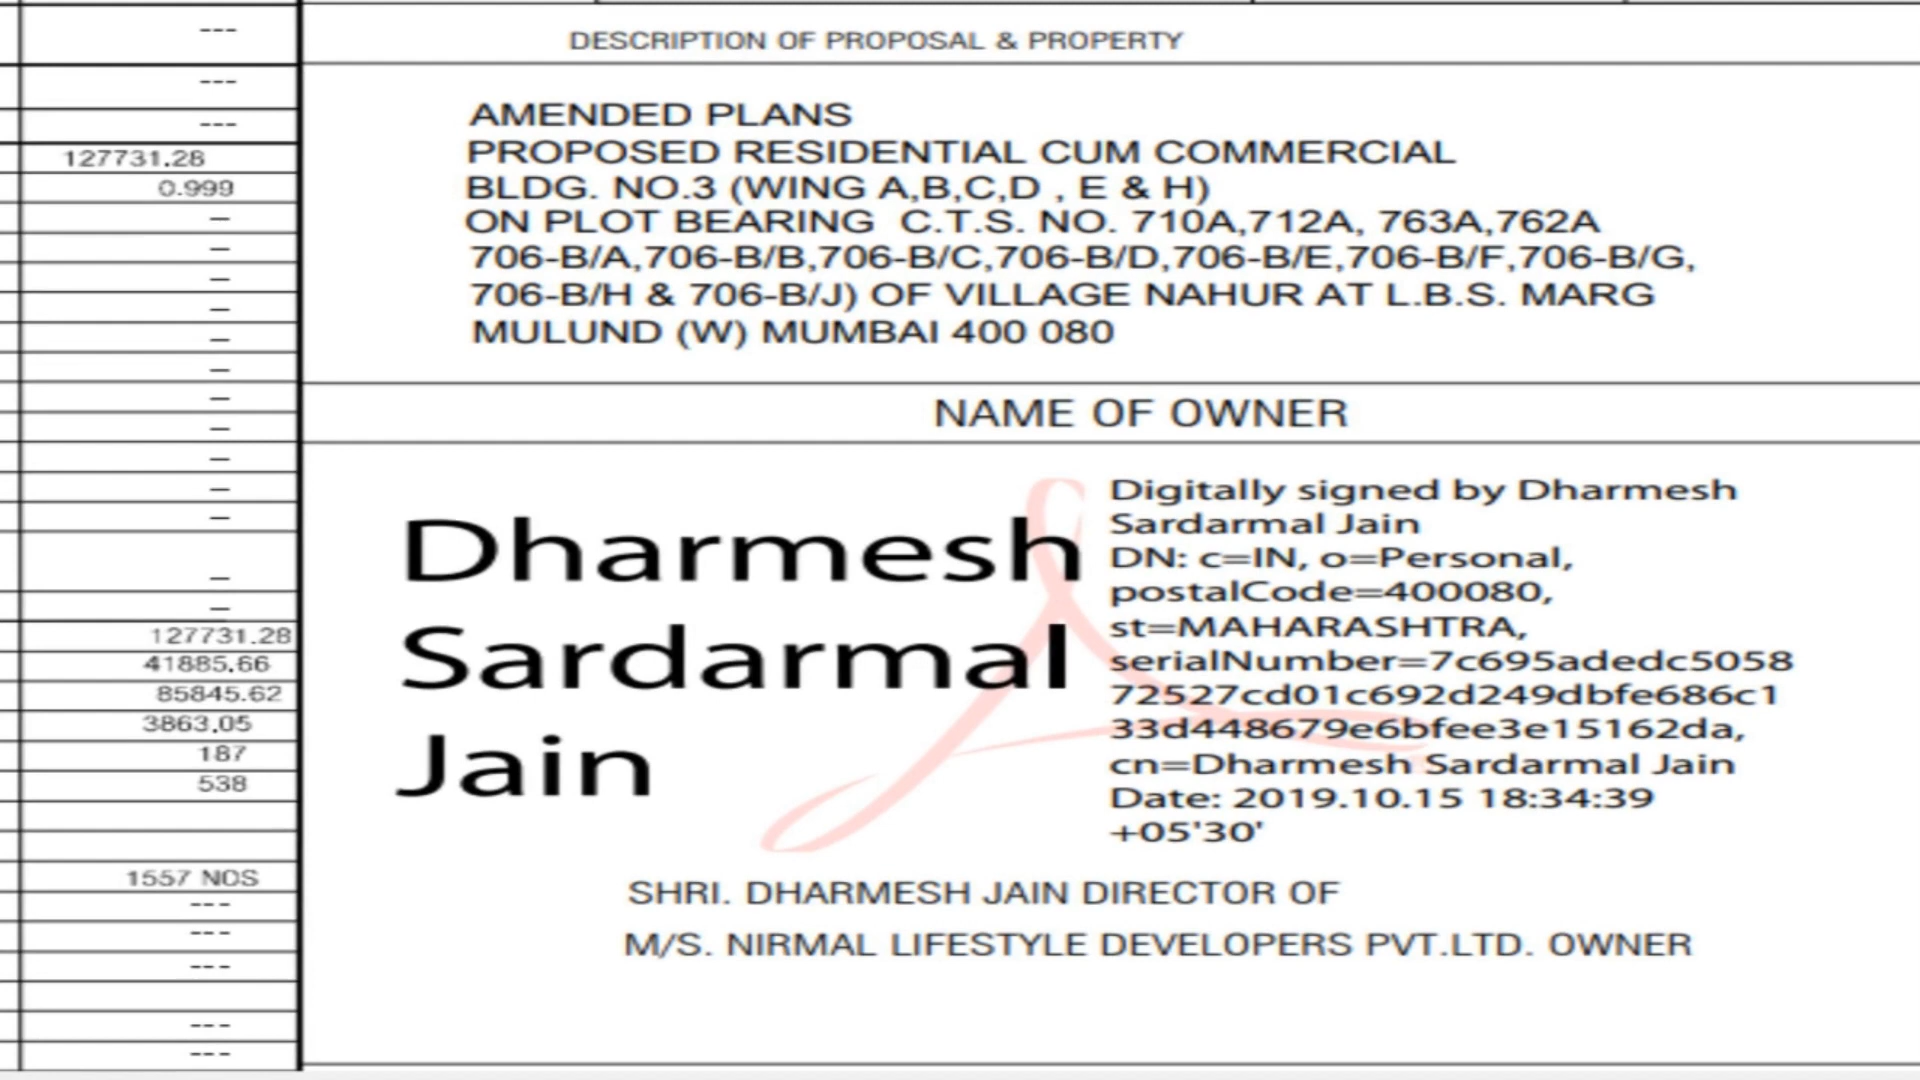 ---
DESCRIPTION OF PROPOSAL & PROPERTY
---
---
127731.28
0.999
–
–
–
–
–
–
–
–
–
–
–
–
–
127731.28
41885.66
85845.62
3863.05
187
538
1557 NOS
---
---
---
---
---
AMENDED PLANS
PROPOSED RESIDENTIAL CUM COMMERCIAL
BLDG. NO.3 (WING A,B,C,D , E & H)
ON PLOT BEARING C.T.S. NO. 710A,712A, 763A,762A
706-B/A,706-B/B,706-B/C,706-B/D,706-B/E,706-B/F,706-B/G,
706-B/H & 706-B/J) OF VILLAGE NAHUR AT L.B.S. MARG
MULUND (W) MUMBAI 400 080
NAME OF OWNER
Dharmesh
Sardarmal
Jain
Digitally signed by Dharmesh
Sardarmal Jain
DN: c=IN, o=Personal,
postalCode=400080,
st=MAHARASHTRA,
serialNumber=7c695adedc5058
72527cd01c692d249dbfe686c1
33d448679e6bfee3e15162da,
cn=Dharmesh Sardarmal Jain
Date: 2019.10.15 18:34:39
+05'30'
SHRI. DHARMESH JAIN DIRECTOR OF
M/S. NIRMAL LIFESTYLE DEVELOPERS PVT.LTD. OWNER